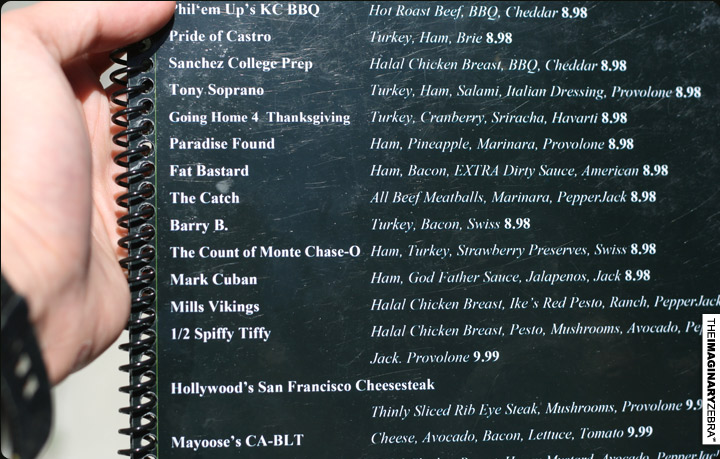 Phil'em Up's KC BBQ Hot Roast Beef, BBQ, Cheddar 8.98
Pride of Castro Turkey, Ham, Brie 8.98
Sanchez College Prep Halal Chicken Breast, BBQ, Cheddar 8.98
Tony Soprano Turkey, Ham, Salami, Italian Dressing, Provolone 8.98
Going Home 4 Thanksgiving Turkey, Cranberry, Sriracha, Havarti 8.98
Paradise Found Ham, Pineapple, Marinara, Provolone 8.98
Fat Bastard Ham, Bacon, EXTRA Dirty Sauce, American 8.98
The Catch All Beef Meatballs, Marinara, PepperJack 8.98
Barry B. Turkey, Bacon, Swiss 8.98
The Count of Monte Chase-O Ham, Turkey, Strawberry Preserves, Swiss 8.98
Mark Cuban Ham, God Father Sauce, Jalapenos, Jack 8.98
Mills Vikings Halal Chicken Breast, Ike's Red Pesto, Ranch, PepperJack
1/2 Spiffy Tiffy Halal Chicken Breast, Pesto, Mushrooms, Avocado,
Jack. Provolone 9.99
Hollywood's San Francisco Cheesesteak
Thinly Sliced Rib Eye Steak, Mushrooms, Provolone
Mayoose's CA-BLT Cheese, Avocado, Bacon, Lettuce, Tomato 9.99
THEIMAGINARYZEBRA